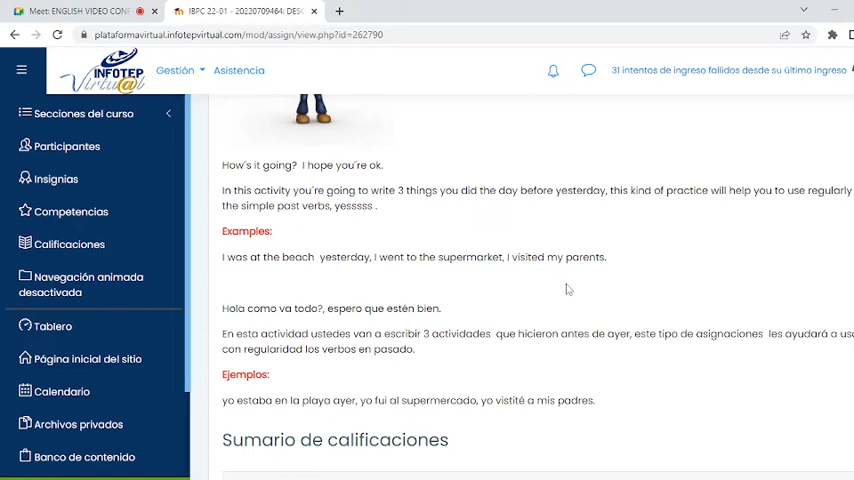 Meet: ENGLISH VIDEO CONF
IBPC 22-01 - 20220709464: DESC
plataformavirtual.infotepvirtual.com/mod/assign/view.php?id=262790
INFOTEP
Virtu@l
Gestión
Asistencia
31 intentos de ingreso fallidos desde su último ingreso
Secciones del curso
Participantes
Insignias
Competencias
Calificaciones
Navegación animada
desactivada
Tablero
Página inicial del sitio
Calendario
Archivos privados
Banco de contenido
How´s it going? I hope you´re ok.
In this activity you´re going to write 3 things you did the day before yesterday, this kind of practice will help you to use regularly
the simple past verbs, yesssss .
Examples:
I was at the beach yesterday, I went to the supermarket, I visited my parents.
Hola como va todo?, espero que estén bien.
En esta actividad ustedes van a escribir 3 actividades que hicieron antes de ayer, este tipo de asignaciones les ayudará a usa
con regularidad los verbos en pasado.
Ejemplos:
yo estaba en la playa ayer, yo fui al supermercado, yo vistité a mis padres.
Sumario de calificaciones